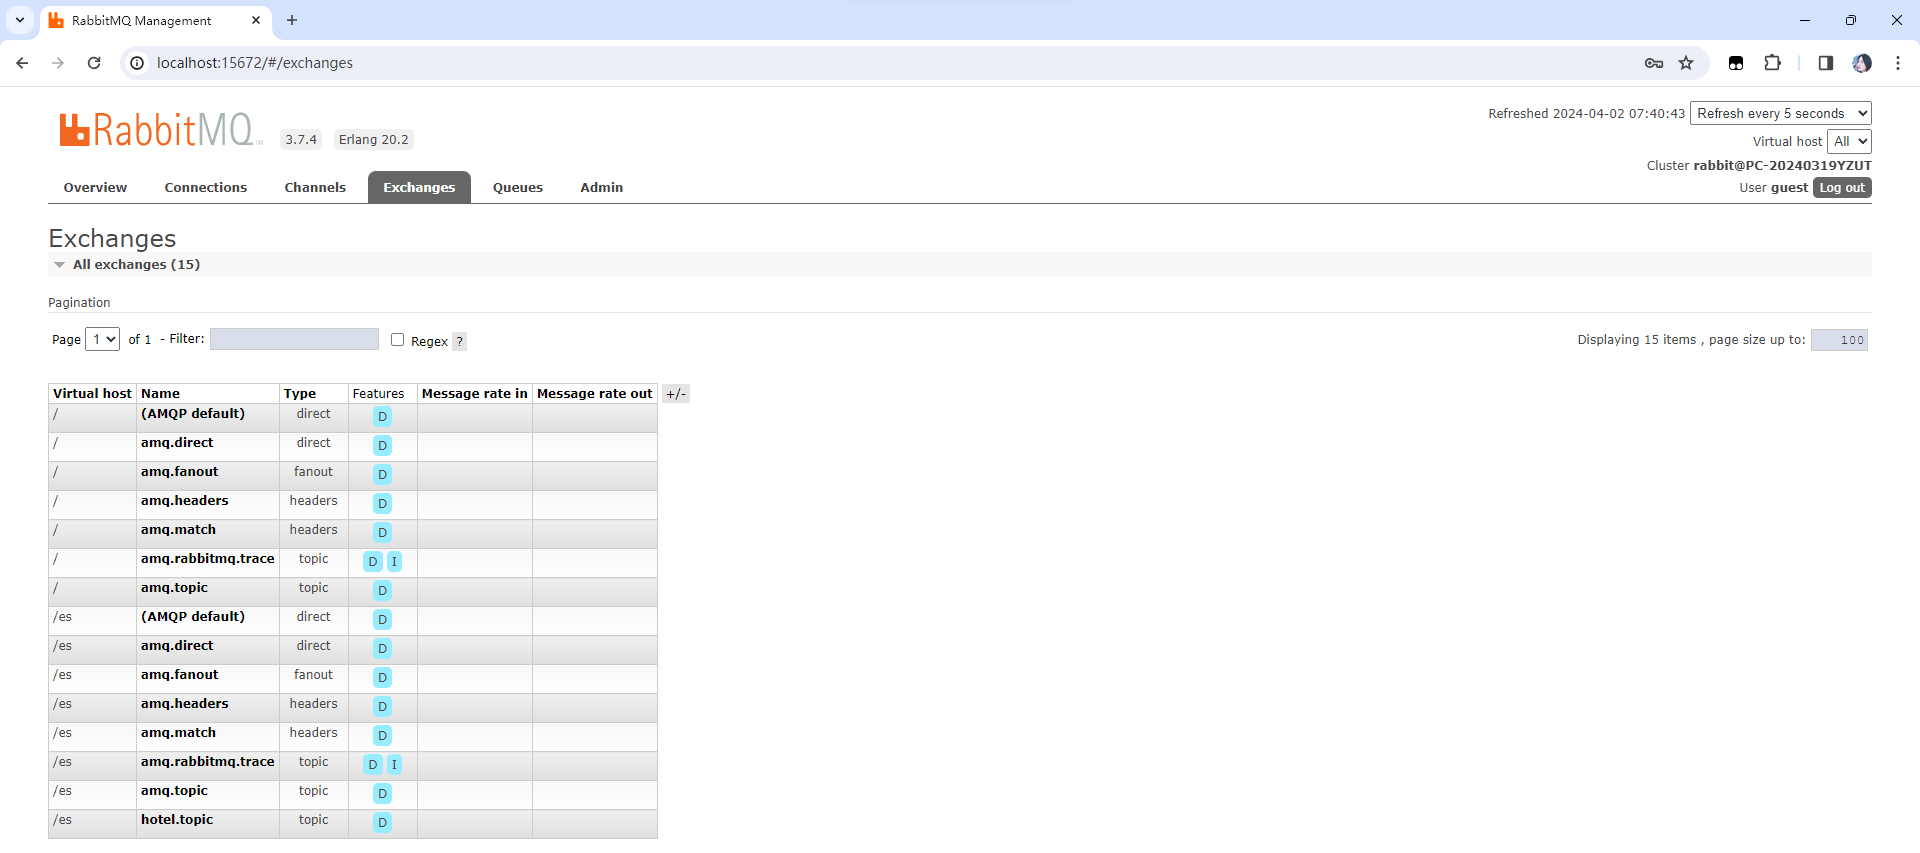 RabbitMQ Management
localhost:15672/#/exchanges
RabbitMQ TM 3.7.4 Erlang 20.2
Refreshed 2024-04-02 07:40:43 Refresh every 5 seconds
Virtual host All
Cluster rabbit@PC-20240319YZUT
User guest Log out
Overview Connections Channels Exchanges Queues Admin
Exchanges
All exchanges (15)
Pagination
Page 1 of 1 - Filter: Regex ? Displaying 15 items , page size up to: 100
Virtual host Name Type Features Message rate in Message rate out +/-
/ (AMQP default) direct D
/ amq.direct direct D
/ amq.fanout fanout D
/ amq.headers headers D
/ amq.match headers D
/ amq.rabbitmq.trace topic D I
/ amq.topic topic D
/es (AMQP default) direct D
/es amq.direct direct D
/es amq.fanout fanout D
/es amq.headers headers D
/es amq.match headers D
/es amq.rabbitmq.trace topic D I
/es amq.topic topic D
/es hotel.topic topic D